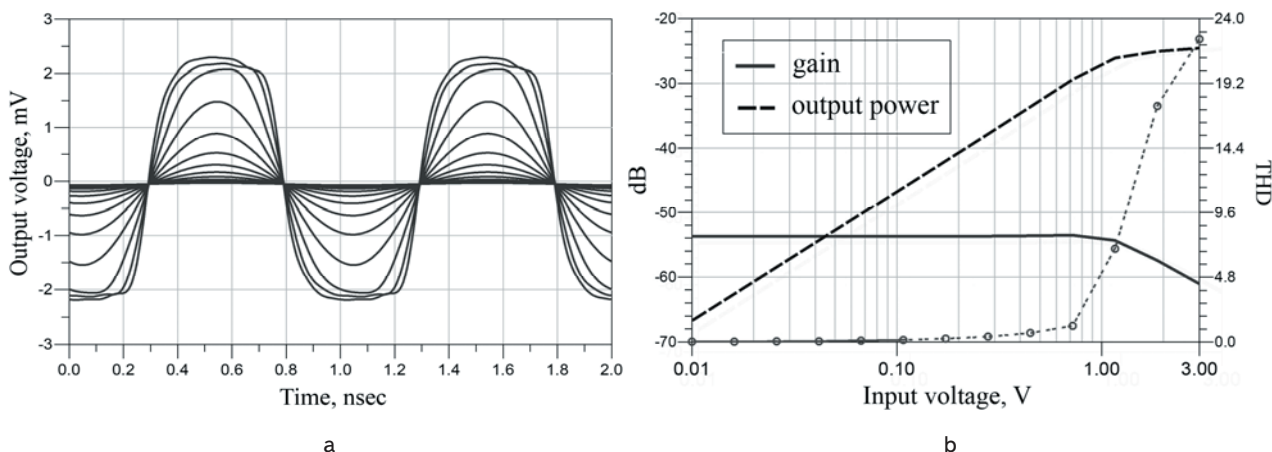 3
2
1
0
-1
-2
-3
Output voltage, mV
0.0 0.2 0.4 0.6 0.8 1.0 1.2 1.4 1.6 1.8 2.0
Time, nsec
a
-20
-30
-40
-50
-60
-70
dB
gain
output power
24.0
19.2
14.4
9.6
4.8
0.0
THD
0.01 0.10 1.00 3.00
Input voltage, V
b